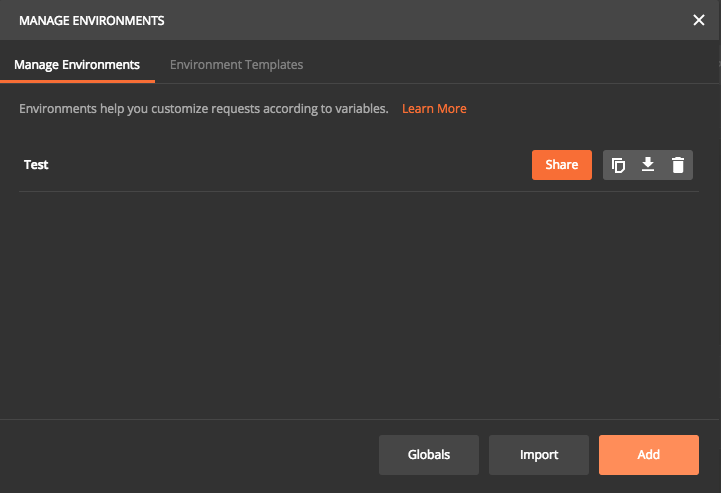 MANAGE ENVIRONMENTS
Manage Environments Environment Templates
Environments help you customize requests according to variables. Learn More
Test Share
Globals Import Add